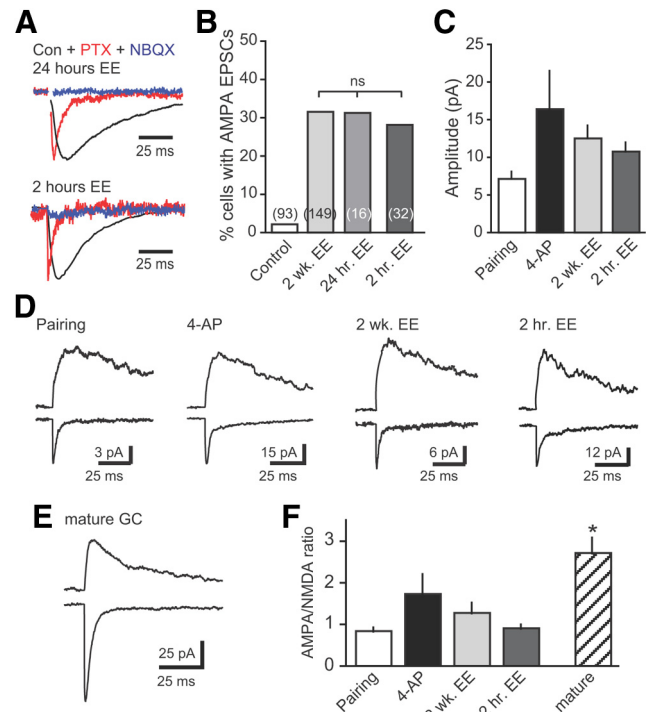 A
Con + PTX + NBQX
24 hours EE
25 ms
2 hours EE
25 ms
B
% cells with AMPA EPSCs
50
40
30
20
10
0
ns
(93)
(149)
(16)
(32)
Control
2 wk. EE
24 hr. EE
2 hr. EE
C
Amplitude (pA)
25
20
15
10
5
0
Pairing
4-AP
2 wk. EE
2 hr. EE
D
Pairing
4-AP
2 wk. EE
2 hr. EE
3 pA
25 ms
15 pA
25 ms
6 pA
25 ms
12 pA
25 ms
E
mature GC
25 pA
25 ms
F
AMPA/NMDA ratio
3
2
1
0
*
Pairing
4-AP
wk. EE
2 hr. EE
mature